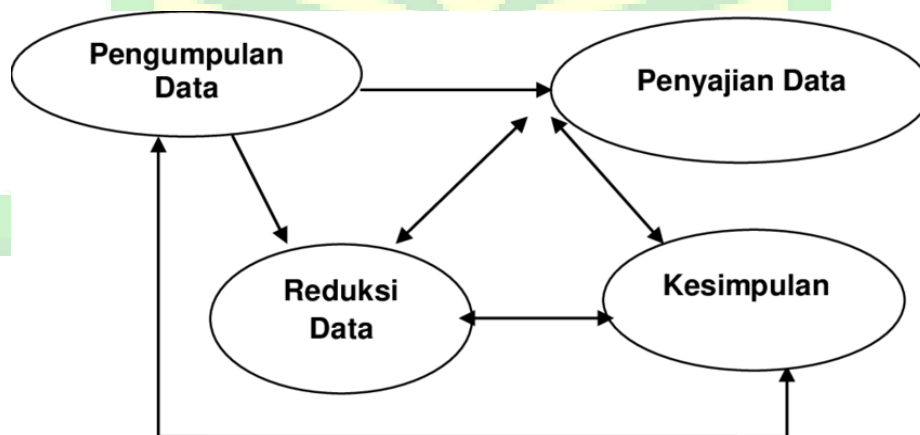 Pengumpulan
Data
Penyajian Data
Reduksi
Data
Kesimpulan